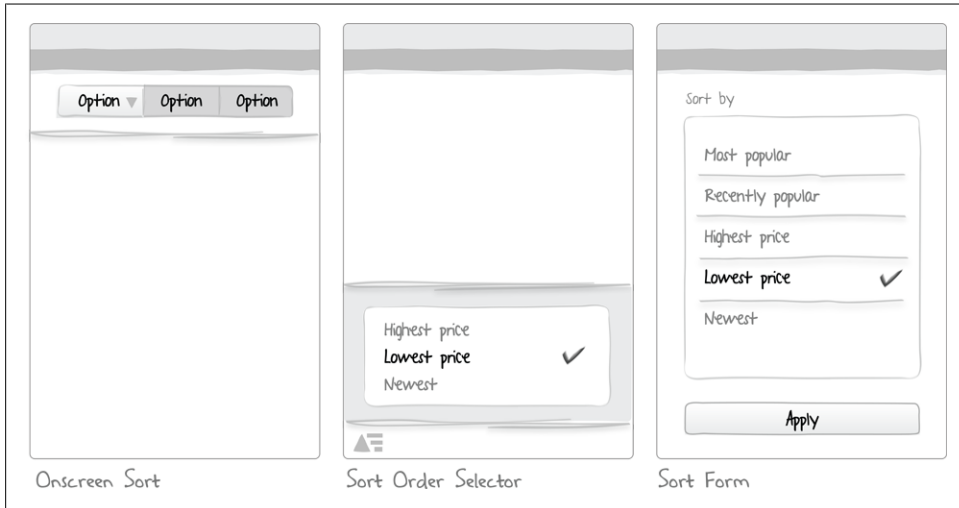 Option Option Option
Onscreen Sort
Highest price
Lowest price
Newest
Sort Order Selector
Sort by
Most popular
Recently popular
Highest price
Lowest price
Newest
Apply
Sort Form